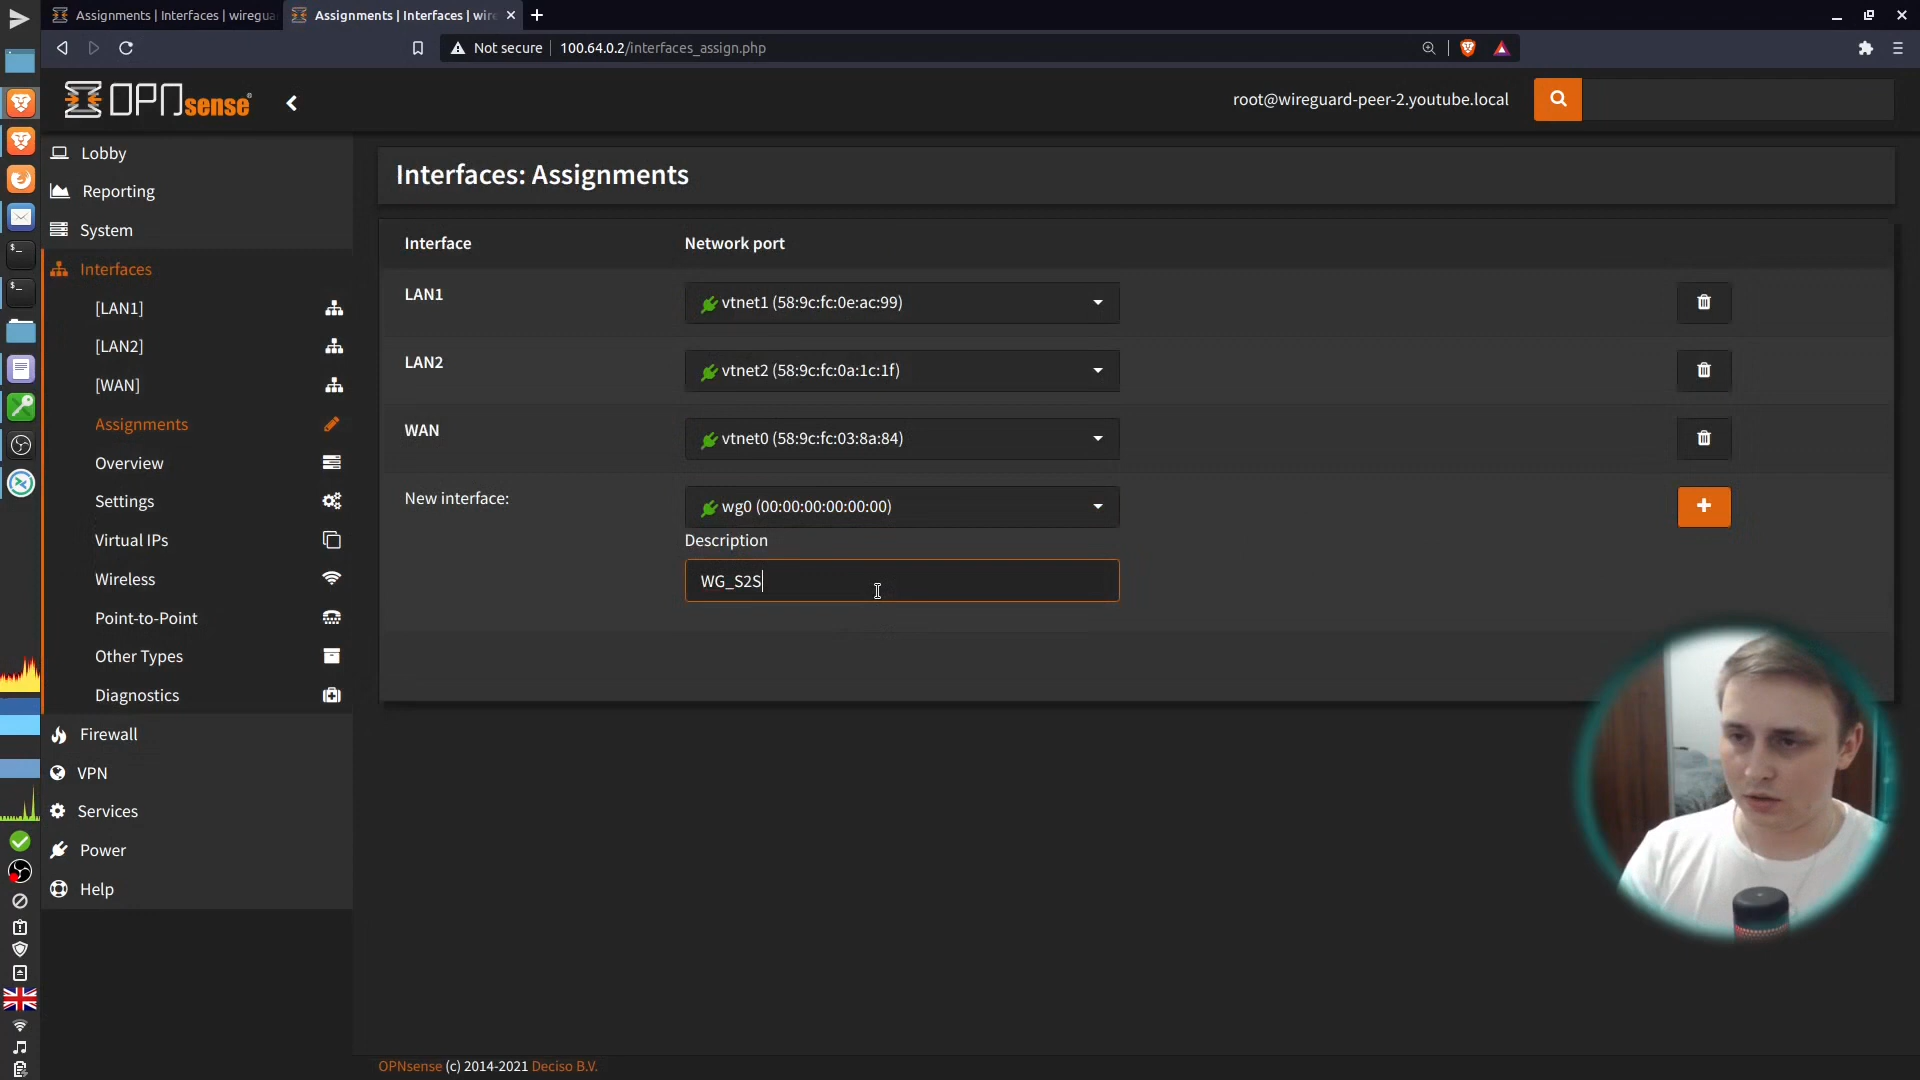 Assignments | Interfaces | wiregua
Assignments | Interfaces | wire
Not secure
100.64.0.2/interfaces_assign.php
OPNsense
root@wireguard-peer-2.youtube.local
Lobby
Reporting
System
Interfaces
[LAN1]
[LAN2]
[WAN]
Assignments
Overview
Settings
Virtual IPs
Wireless
Point-to-Point
Other Types
Diagnostics
Firewall
VPN
Services
Power
Help
Interfaces: Assignments
Interface Network port
LAN1 vtnet1 (58:9c:fc:0e:ac:99)
LAN2 vtnet2 (58:9c:fc:0a:1c:1f)
WAN vtnet0 (58:9c:fc:03:8a:84)
New interface: wg0 (00:00:00:00:00:00)
Description
WG_S2S
OPNsense (c) 2014-2021 Deciso B.V.